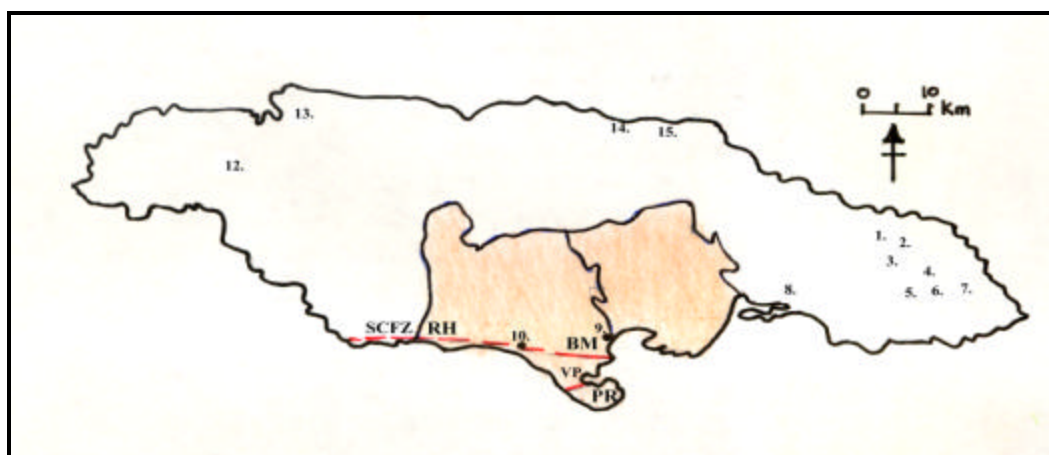 0 10
Km
13.
14. 15.
12.
1. 2.
3.
4.
5. 6. 7.
8.
SCFZ RH 10. BM 9.
VP
PR